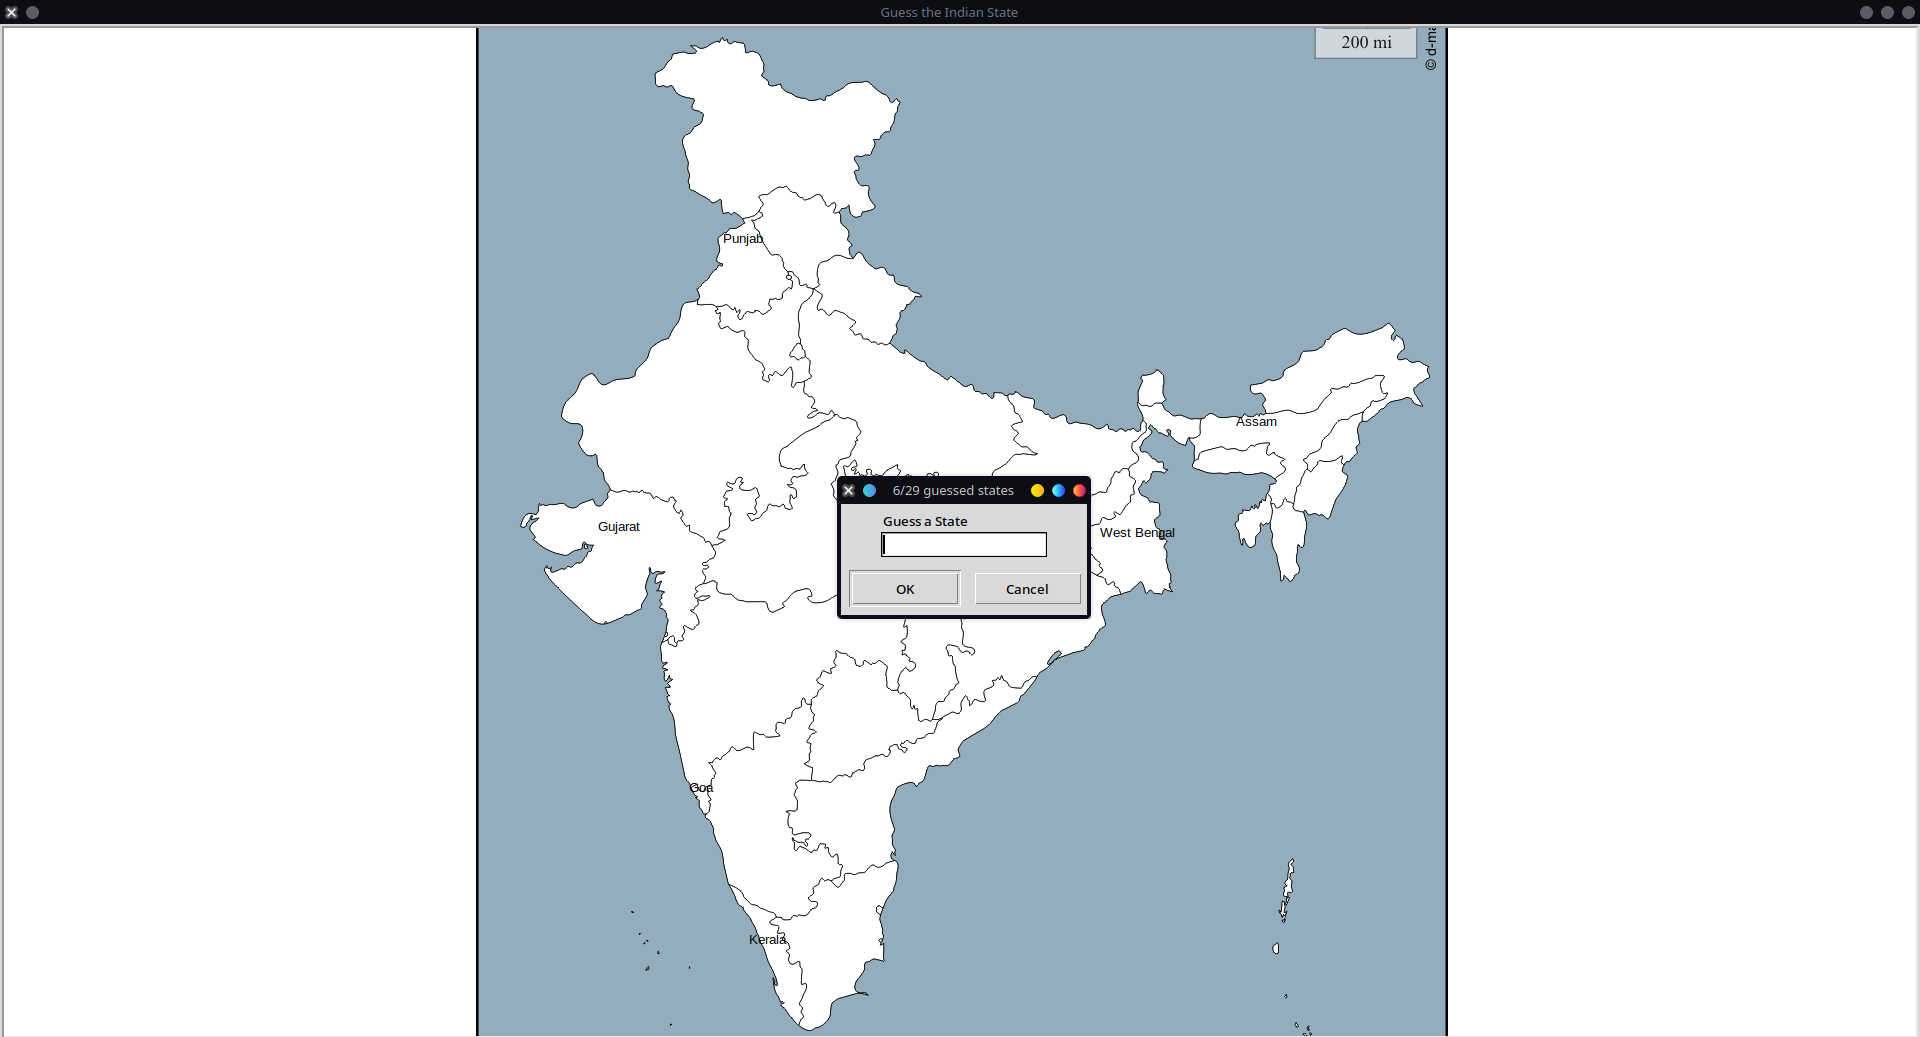 Guess the Indian State
200 mi
© d-ma
Punjab
Assam
6/29 guessed states
Gujarat
Guess a State
West Bengal
OK
Cancel
Goa
Kerala